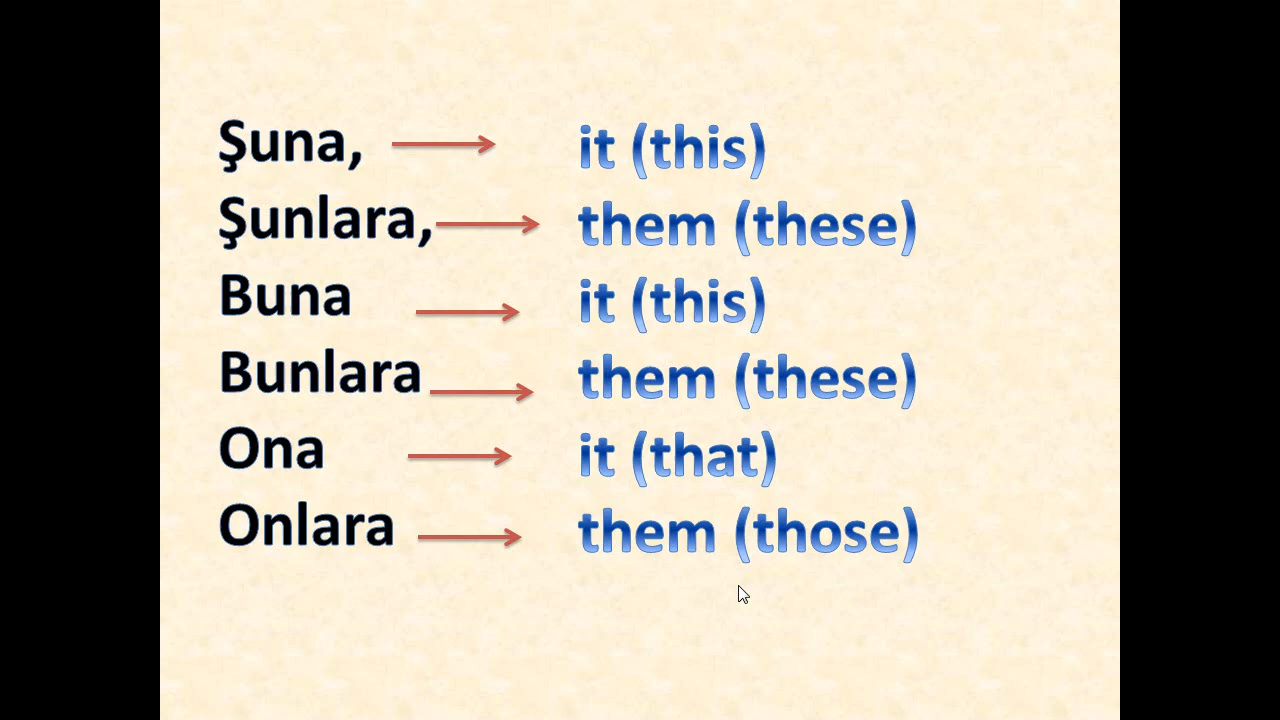 Şuna, it (this)
Şunlara, them (these)
Buna it (this)
Bunlara them (these)
Ona it (that)
Onlara them (those)